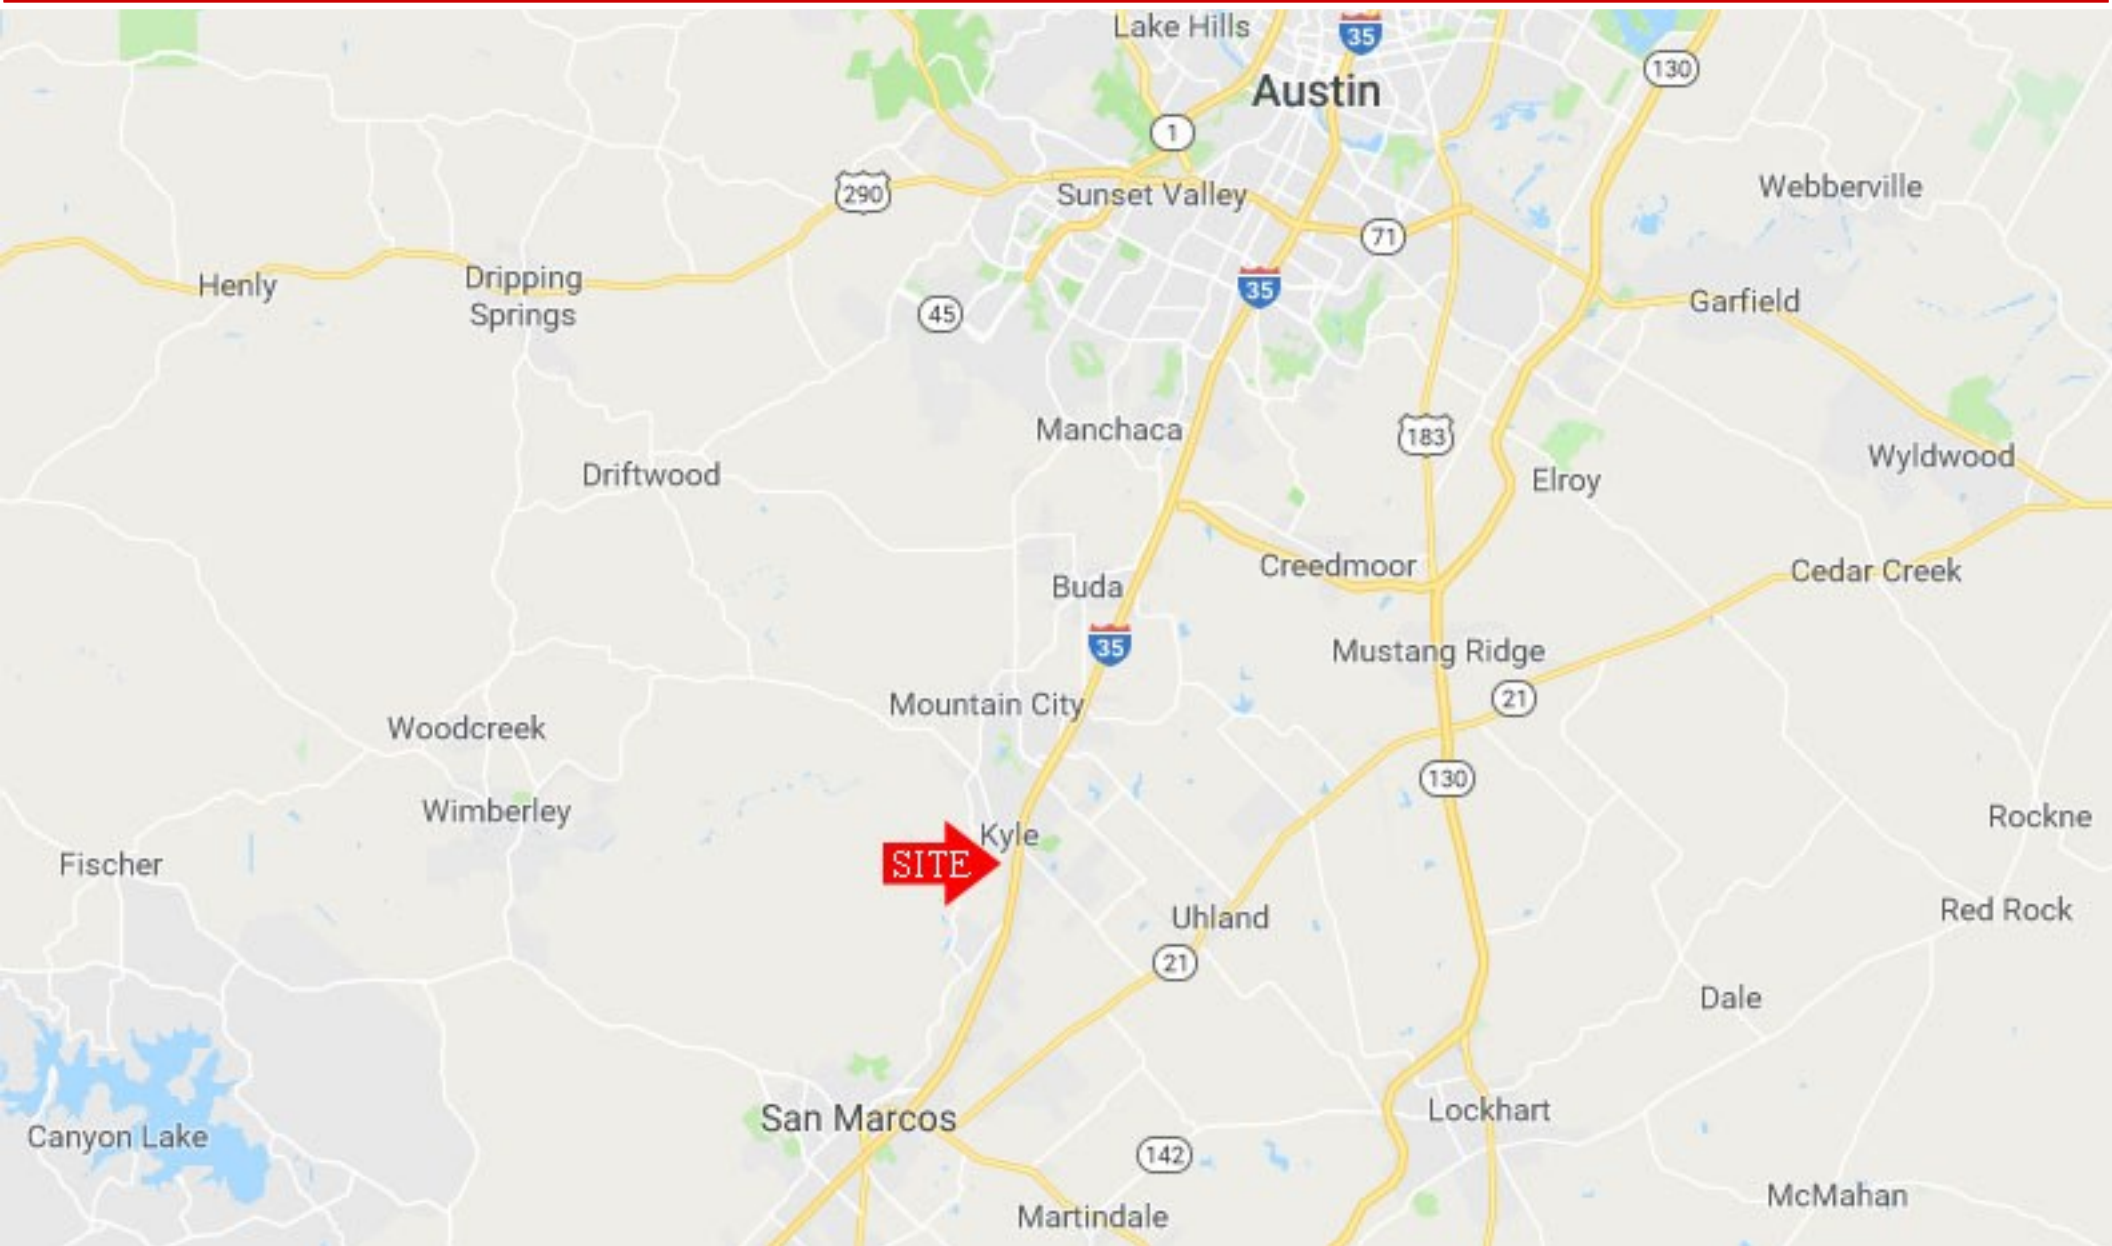 Lake Hills
35
Austin
130
1
290
Sunset Valley
Webberville
71
Henly
Dripping
Springs
45
35
Garfield
Manchaca
183
Driftwood
Elroy
Wyldwood
Buda
Creedmoor
Cedar Creek
35
Mustang Ridge
21
Mountain City
Woodcreek
130
Wimberley
Kyle
Rockne
Fischer
SITE
Uhland
Red Rock
21
Dale
San Marcos
Lockhart
Canyon Lake
142
McMahan
Martindale